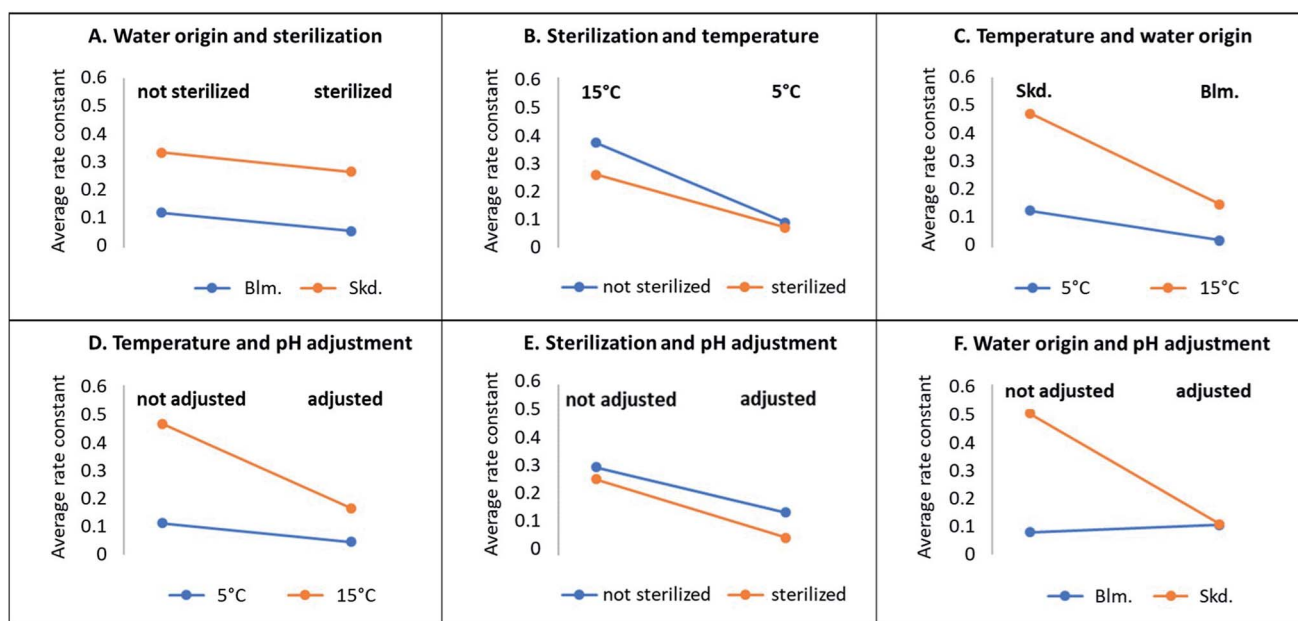 A. Water origin and sterilization
Average rate constant
0.6
0.5
0.4
0.3
0.2
0.1
0
not sterilized sterilized
Blm. Skd.
B. Sterilization and temperature
Average rate constant
0.6
0.5
0.4
0.3
0.2
0.1
0
15°C 5°C
not sterilized sterilized
C. Temperature and water origin
Average rate constant
0.6
0.5
0.4
0.3
0.2
0.1
0
Skd. Blm.
5°C 15°C
D. Temperature and pH adjustment
Average rate constant
0.6
0.5
0.4
0.3
0.2
0.1
0
not adjusted adjusted
5°C 15°C
E. Sterilization and pH adjustment
Average rate constant
0.6
0.5
0.4
0.3
0.2
0.1
0
not adjusted adjusted
not sterilized sterilized
F. Water origin and pH adjustment
Average rate constant
0.6
0.5
0.4
0.3
0.2
0.1
0
not adjusted adjusted
Blm. Skd.